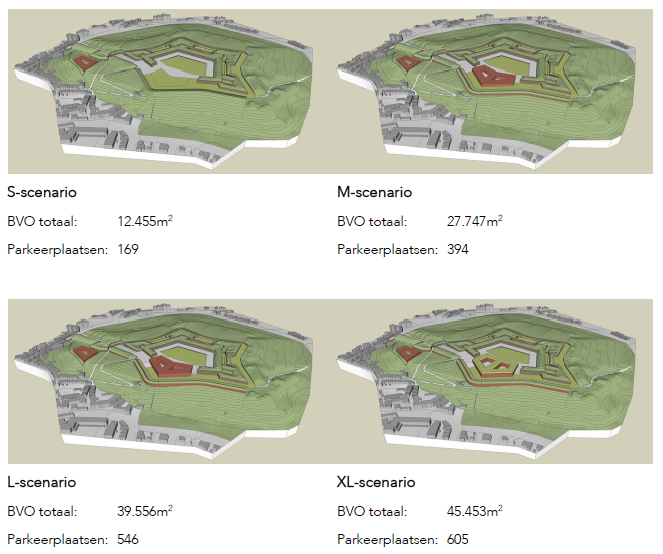 S-scenario
BVO totaal: 12.455m²
Parkeerplaatsen: 169
M-scenario
BVO totaal: 27.747m²
Parkeerplaatsen: 394
L-scenario
BVO totaal: 39.556m²
Parkeerplaatsen: 546
XL-scenario
BVO totaal: 45.453m²
Parkeerplaatsen: 605